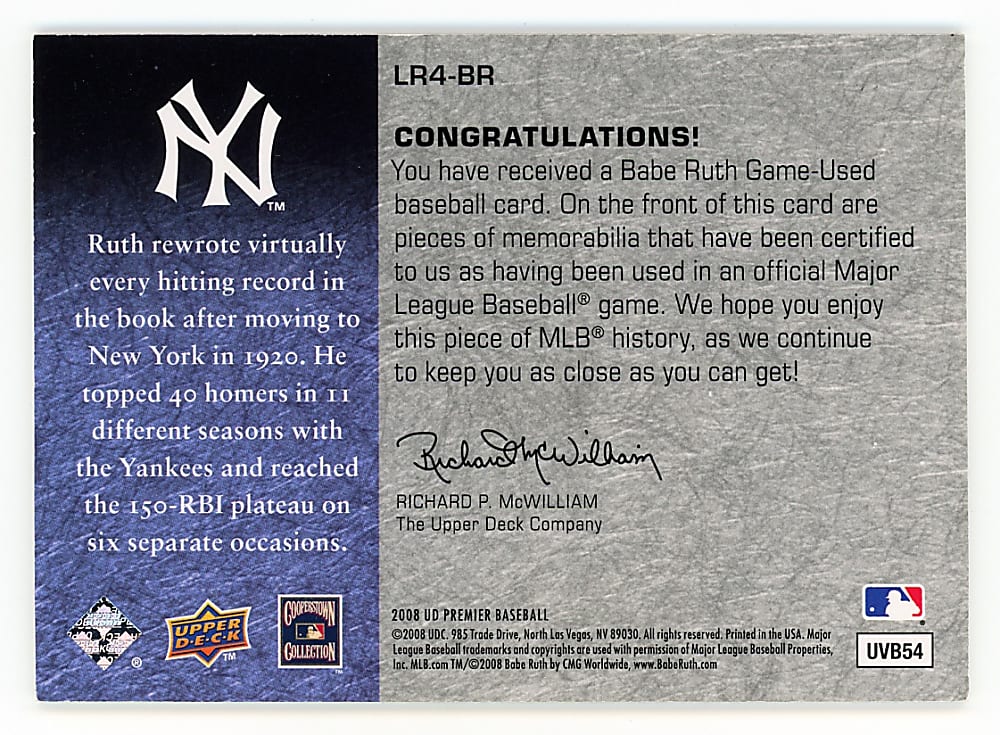 NY
TM
Ruth rewrote virtually
every hitting record in
the book after moving to
New York in 1920. He
topped 40 homers in 11
different seasons with
the Yankees and reached
the 150-RBI plateau on
six separate occasions.
®
UPPER
D·E·C·K
TM
COOPERSTOWN
COLLECTION
TM
LR4-BR
CONGRATULATIONS!
You have received a Babe Ruth Game-Used
baseball card. On the front of this card are
pieces of memorabilia that have been certified
to us as having been used in an official Major
League Baseball® game. We hope you enjoy
this piece of MLB® history, as we continue
to keep you as close as you can get!
Richard McWilliam
RICHARD P. McWILLIAM
The Upper Deck Company
2008 UD PREMIER BASEBALL
©2008 UDC. 985 Trade Drive, North Las Vegas, NV 89030. All rights reserved. Printed in the USA. Major
League Baseball trademarks and copyrights are used with permission of Major League Baseball Properties,
Inc. MLB.com TM/©2008 Babe Ruth by CMG Worldwide, www.BabeRuth.com
®
UVB54